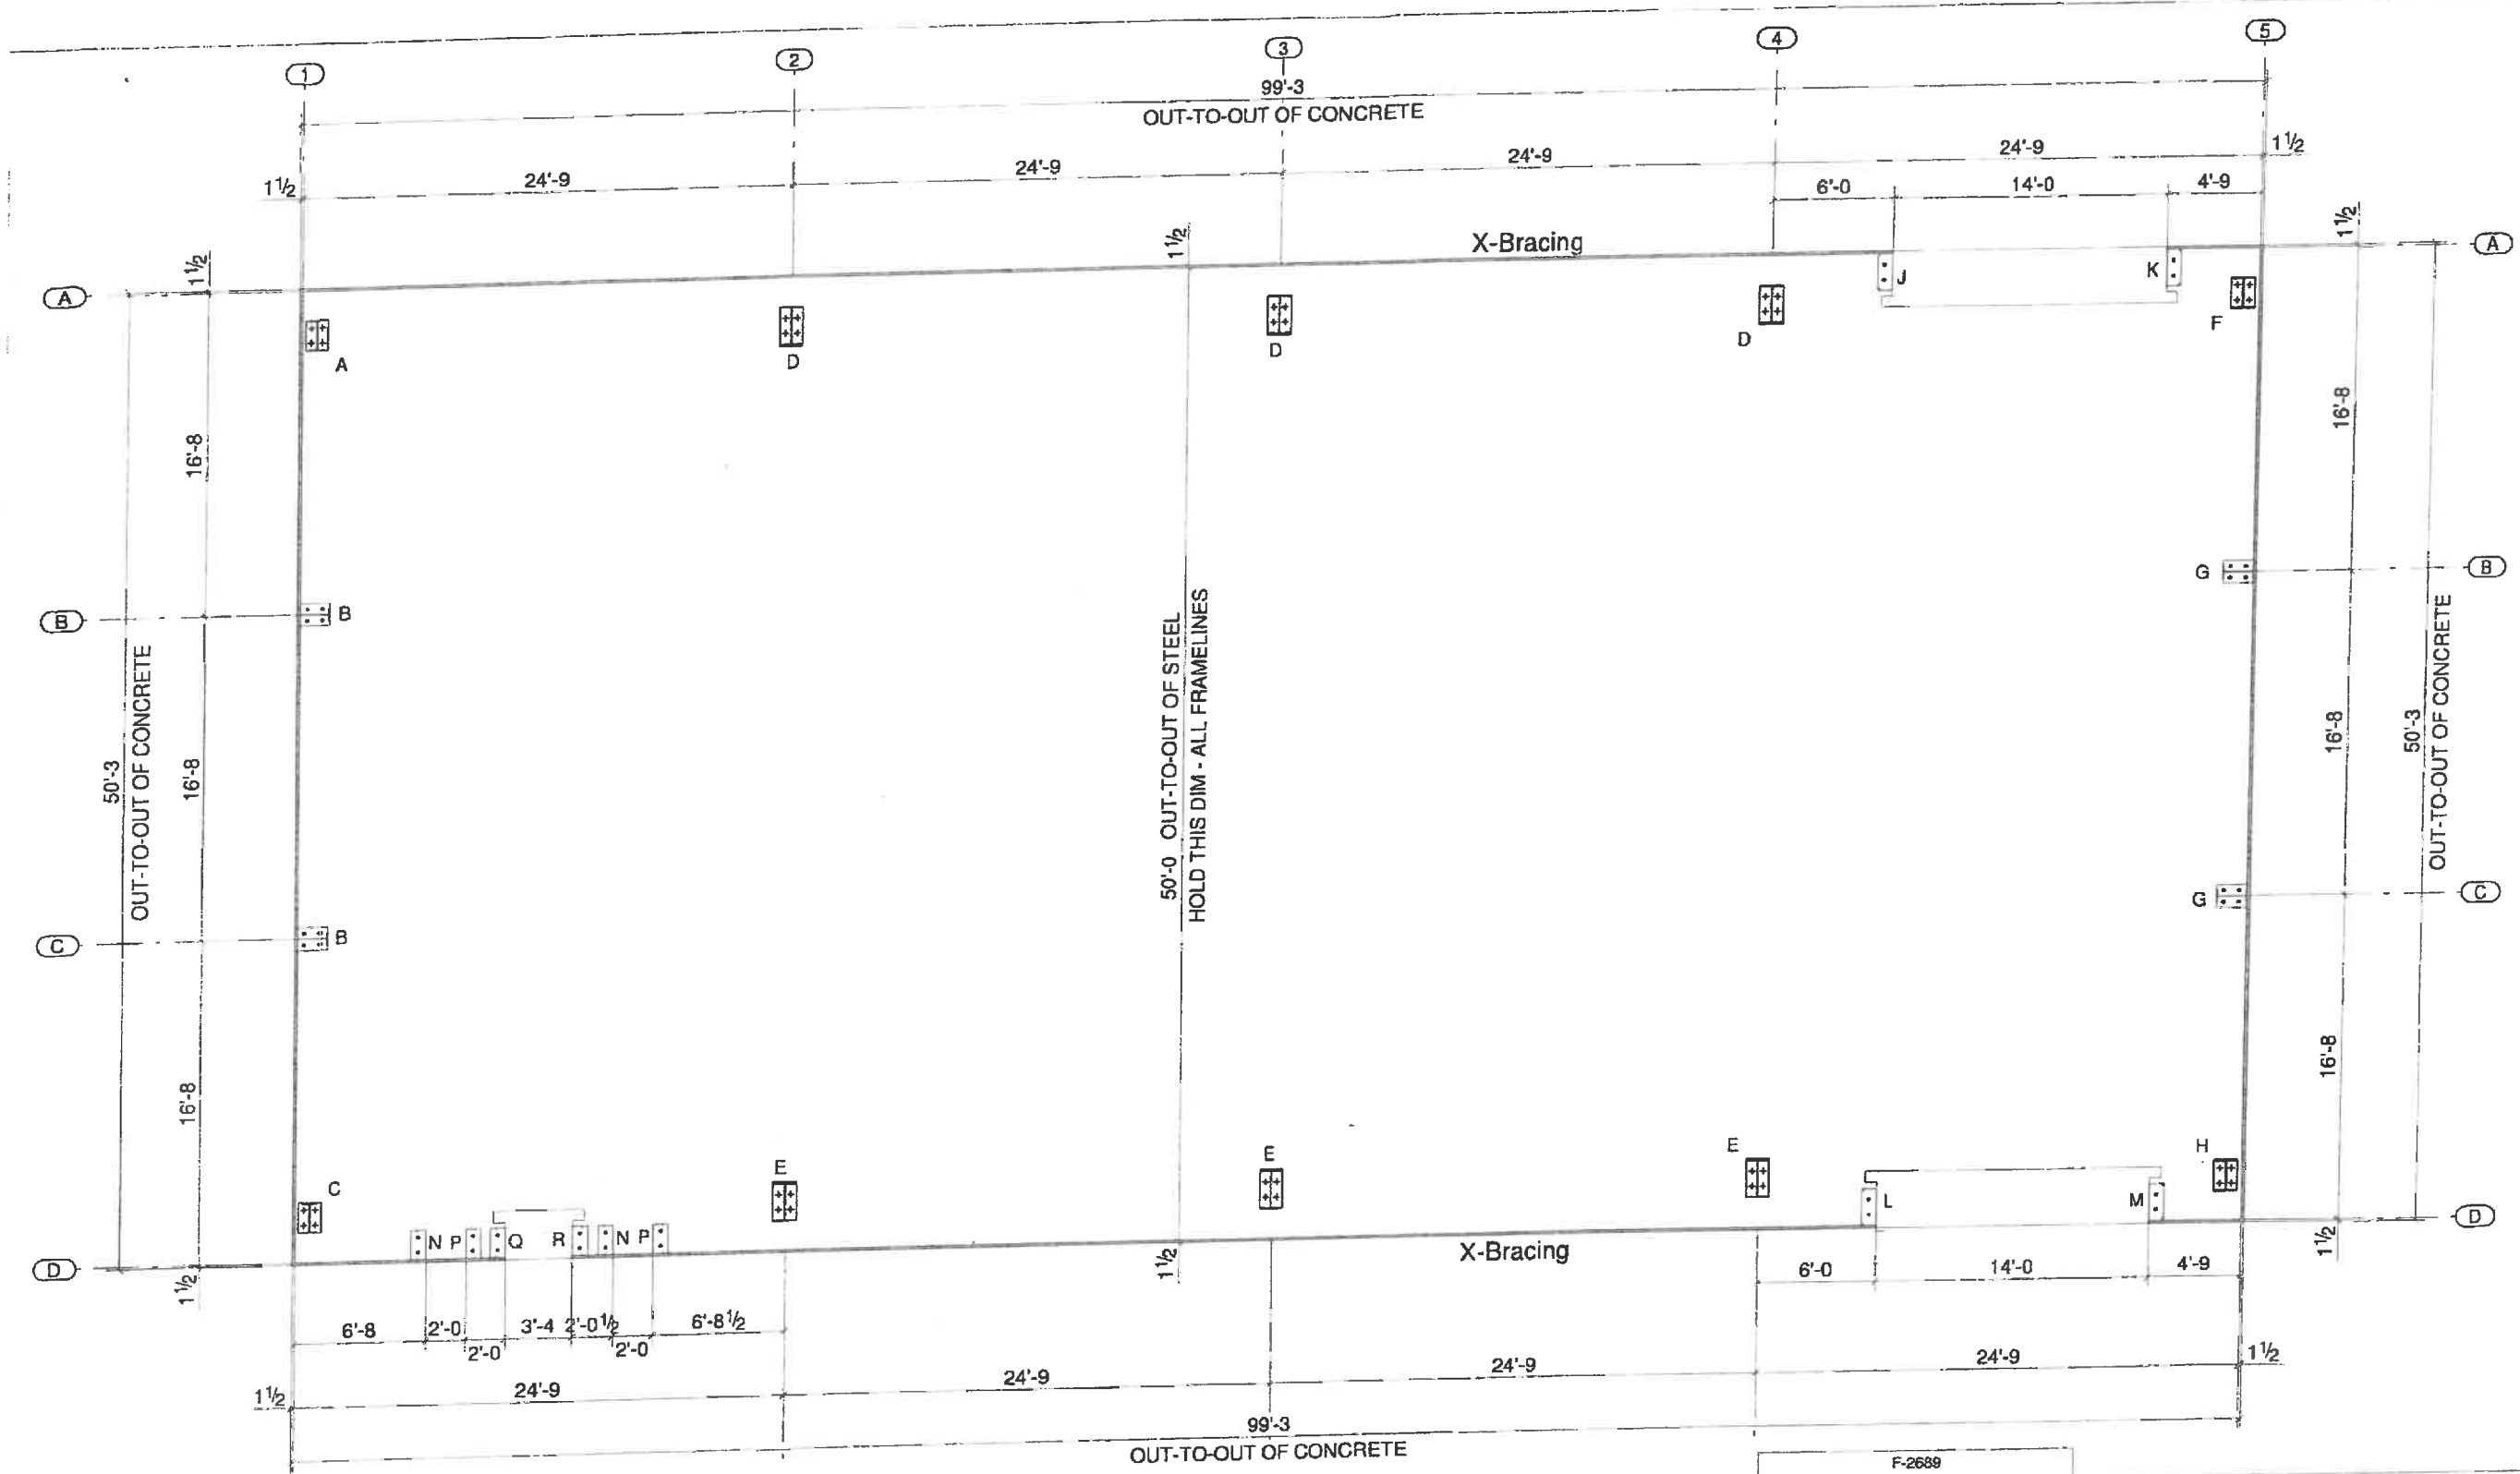 1
2
3
4
5
99'-3
OUT-TO-OUT OF CONCRETE
1 1/2
24'-9
24'-9
24'-9
24'-9
1 1/2
6'-0
14'-0
4'-9
1 1/2
1 1/2
X-Bracing
1 1/2
A
A
J
K
F
A
D
D
D
16'-8
16'-8
B
B
G
B
50'-3
OUT-TO-OUT OF CONCRETE
16'-8
50'-0 OUT-TO-OUT OF STEEL
HOLD THIS DIM - ALL FRAMELINES
16'-8
50'-3
OUT-TO-OUT OF CONCRETE
C
B
G
C
16'-8
16'-8
C
E
E
E
H
L
M
N P Q R N P
D
D
1 1/2
1 1/2
X-Bracing
1 1/2
6'-0
14'-0
4'-9
6'-8
2'-0
2'-0
3'-4
2'-0 1/2
2'-0
6'-8 1/2
1 1/2
24'-9
24'-9
24'-9
24'-9
1 1/2
99'-3
OUT-TO-OUT OF CONCRETE
F-2689